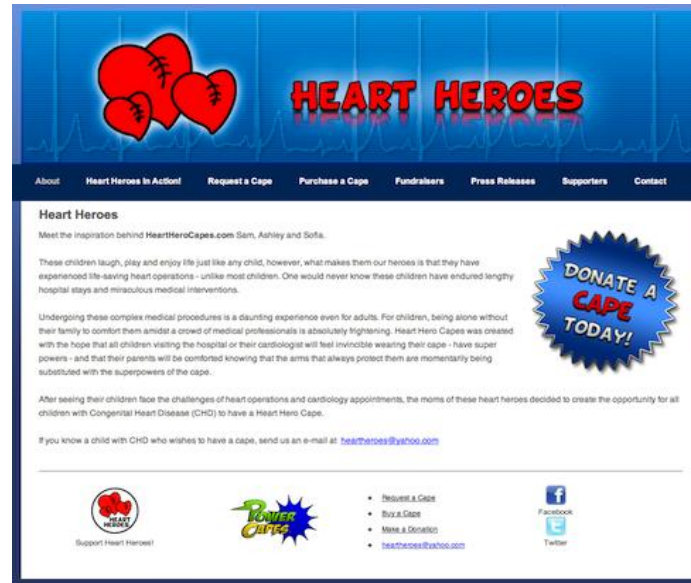 HEART HEROES
About Heart Heroes In Action! Request a Cape Purchase a Cape Fundraisers Press Releases Supporters Contact
Heart Heroes
Meet the inspiration behind HeartHeroCapes.com Sam, Ashley and Sofia.
These children laugh, play and enjoy life just like any child, however, what makes them our heroes is that they have
experienced life-saving heart operations - unlike most children. One would never know these children have endured lengthy
hospital stays and miraculous medical interventions.
Undergoing these complex medical procedures is a daunting experience even for adults. For children, being alone without
their family to comfort them amidst a crowd of medical professionals is absolutely frightening. Heart Hero Capes was created
with the hope that all children visiting the hospital or their cardiologist will feel invincible wearing their cape - have super
powers - and that their parents will be comforted knowing that the arms that always protect them are momentarily being
substituted with the superpowers of the cape.
DONATE A
CAPE
TODAY!
After seeing their children face the challenges of heart operations and cardiology appointments, the moms of these heart heroes decided to create the opportunity for all
children with Congenital Heart Disease (CHD) to have a Heart Hero Cape.
If you know a child with CHD who wishes to have a cape, send us an e-mail at heartheroes@yahoo.com
HEART
HEROES
Support Heart Heroes!
POWER
CAPES
Request a Cape
Buy a Cape
Make a Donation
heartheroes@yahoo.com
Facebook
Twitter